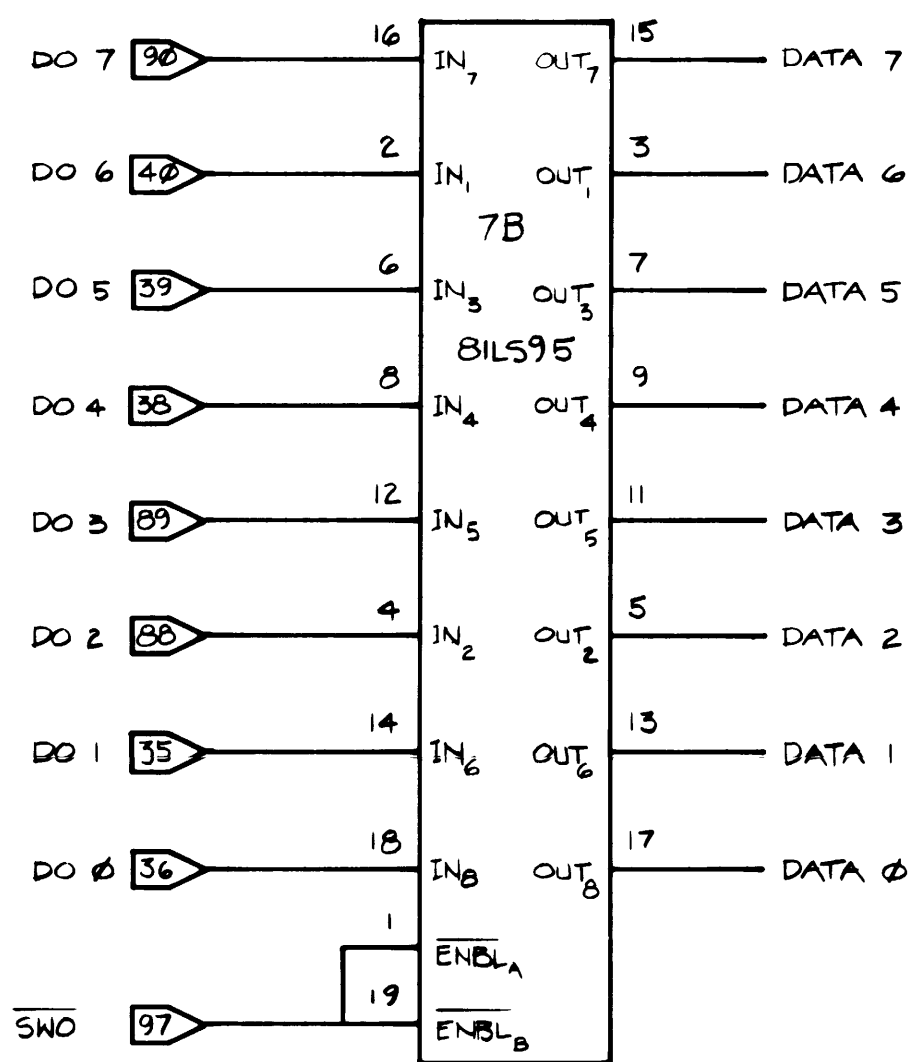 16 15
DO 7 9Ø IN7 OUT7 DATA 7
2 3
DO 6 4Ø IN1 OUT1 DATA 6
7B
6 7
DO 5 39 IN3 OUT3 DATA 5
81LS95
8 9
DO 4 38 IN4 OUT4 DATA 4
12 11
DO 3 89 IN5 OUT5 DATA 3
4 5
DO 2 88 IN2 OUT2 DATA 2
14 13
DO 1 35 IN6 OUT6 DATA 1
18 17
DO Ø 36 IN8 OUT8 DATA Ø
1
ENBLA
19
SWO 97 ENBLB